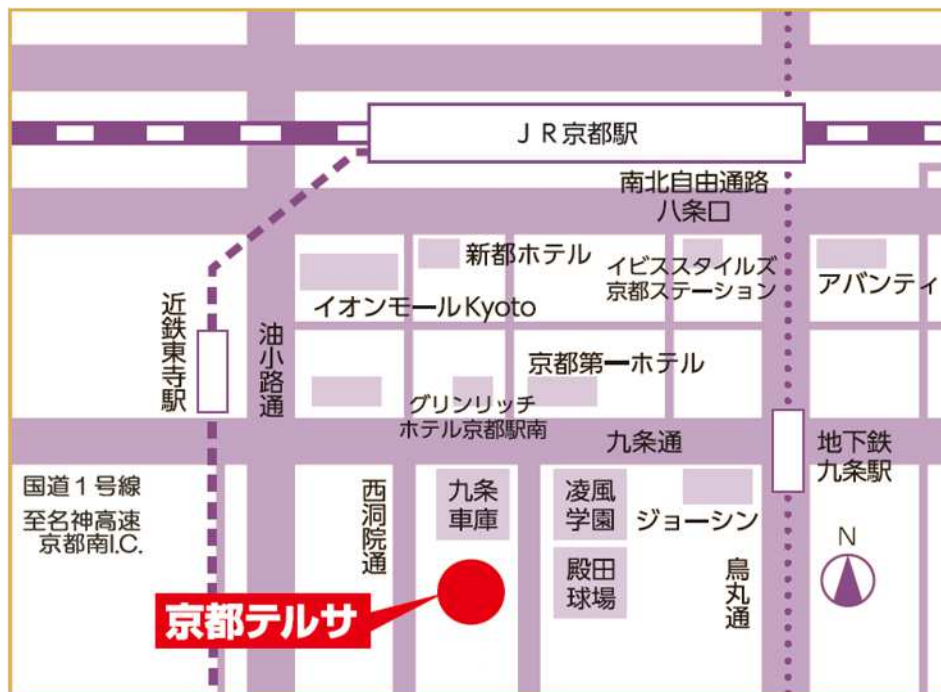 ＪＲ京都駅
南北自由通路
八条口
新都ホテル
イビススタイルズ
京都ステーション
アバンティ
イオンモールKyoto
近鉄東寺駅
油小路通
京都第一ホテル
グリンリッチ
ホテル京都駅南
九条通
地下鉄
九条駅
国道１号線
至名神高速
京都南I.C.
西洞院通
九条
車庫
凌風
学園
ジョーシン
烏丸通
N
殿田
球場
京都テルサ